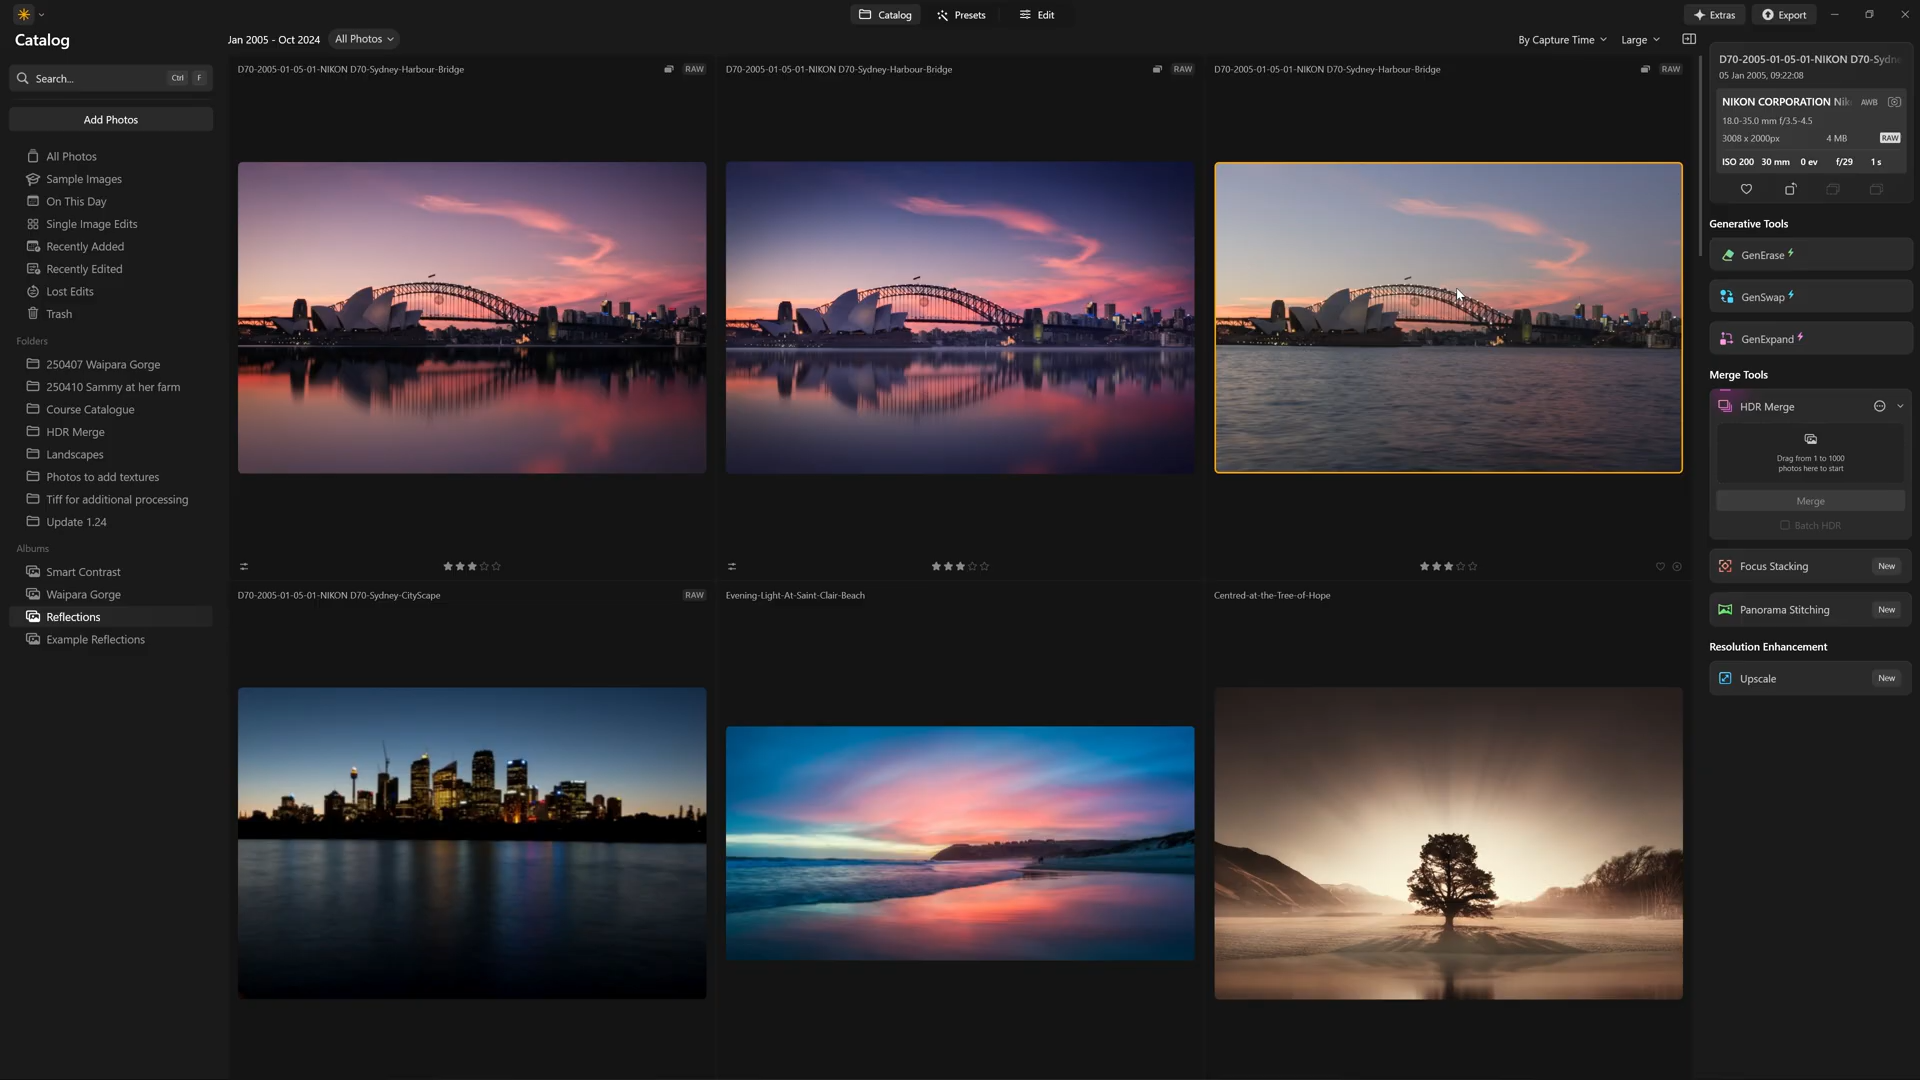 Catalog
Presets
Edit
Extras
Export
Catalog
Jan 2005 - Oct 2024
All Photos
By Capture Time
Large
Search...
Ctrl
F
Add Photos
All Photos
Sample Images
On This Day
Single Image Edits
Recently Added
Recently Edited
Lost Edits
Trash
Folders
250407 Waipara Gorge
250410 Sammy at her farm
Course Catalogue
HDR Merge
Landscapes
Photos to add textures
Tiff for additional processing
Update 1.24
Albums
Smart Contrast
Waipara Gorge
Reflections
Example Reflections
D70-2005-01-05-01-NIKON D70-Sydney-Harbour-Bridge
RAW
D70-2005-01-05-01-NIKON D70-Sydney-Harbour-Bridge
RAW
D70-2005-01-05-01-NIKON D70-Sydney-Harbour-Bridge
RAW
D70-2005-01-05-01-NIKON D70-Sydney-CityScape
RAW
Evening-Light-At-Saint-Clair-Beach
Centred-at-the-Tree-of-Hope
D70-2005-01-05-01-NIKON D70-Sydn
05 Jan 2005, 09:22:08
NIKON CORPORATION Nik
AWB
18.0-35.0 mm f/3.5-4.5
3008 x 2000px
4 MB
RAW
ISO 200
30 mm
0 ev
f/29
1 s
Generative Tools
GenErase
GenSwap
GenExpand
Merge Tools
HDR Merge
Drag from 1 to 1000
photos here to start
Merge
Batch HDR
Focus Stacking
New
Panorama Stitching
New
Resolution Enhancement
Upscale
New